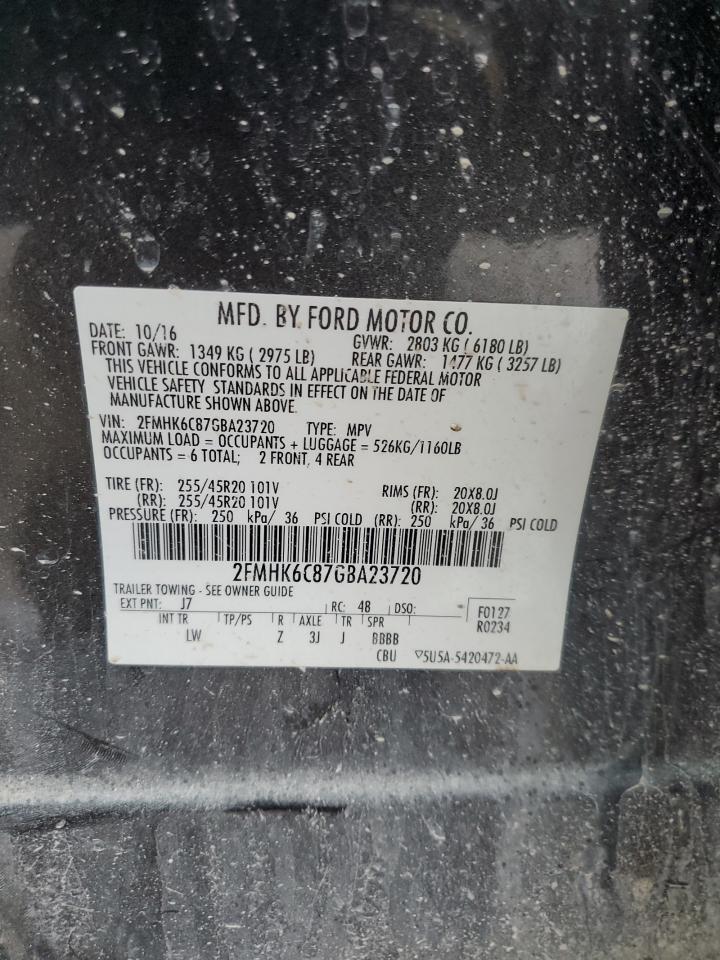 MFD. BY FORD MOTOR CO.
DATE: 10/16 GVWR: 2803 KG ( 6180 LB)
FRONT GAWR: 1349 KG ( 2975 LB) REAR GAWR: 1477 KG ( 3257 LB)
THIS VEHICLE CONFORMS TO ALL APPLICABLE FEDERAL MOTOR
VEHICLE SAFETY STANDARDS IN EFFECT ON THE DATE OF
MANUFACTURE SHOWN ABOVE.
VIN: 2FMHK6C87GBA23720 TYPE: MPV
MAXIMUM LOAD = OCCUPANTS + LUGGAGE = 526KG/1160LB
OCCUPANTS = 6 TOTAL; 2 FRONT, 4 REAR
TIRE (FR): 255/45R20 101V RIMS (FR): 20X8.0J
(RR): 255/45R20 101V (RR): 20X8.0J
PRESSURE (FR): 250 kPa/ 36 PSI COLD (RR): 250 kPa/ 36 PSI COLD
2FMHK6C87GBA23720
TRAILER TOWING - SEE OWNER GUIDE
EXT PNT: J7 RC: 48 DSO: F0127
INT TR TP/PS R AXLE TR SPR R0234
LW Z 3J J BBBB
CBU ▽5U5A-5420472-AA